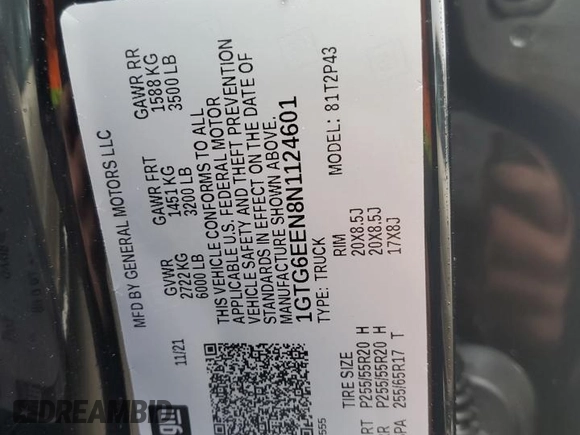 MFD BY GENERAL MOTORS LLC
11/21
GVWR GAWR FRT GAWR RR
2722 KG 1451 KG 1588 KG
6000 LB 3200 LB 3500 LB
THIS VEHICLE CONFORMS TO ALL
APPLICABLE U.S. FEDERAL MOTOR
VEHICLE SAFETY AND THEFT PREVENTION
STANDARDS IN EFFECT ON THE DATE OF
MANUFACTURE SHOWN ABOVE.
1GTG6EEN8N1124601
TYPE: TRUCK MODEL: 81T2P43
TIRE SIZE RIM
RT P255/55R20 H 20X8.5J
P255/55R20 H 20X8.5J
PA 255/65R17 T 17X8J
5555
DREAMBID